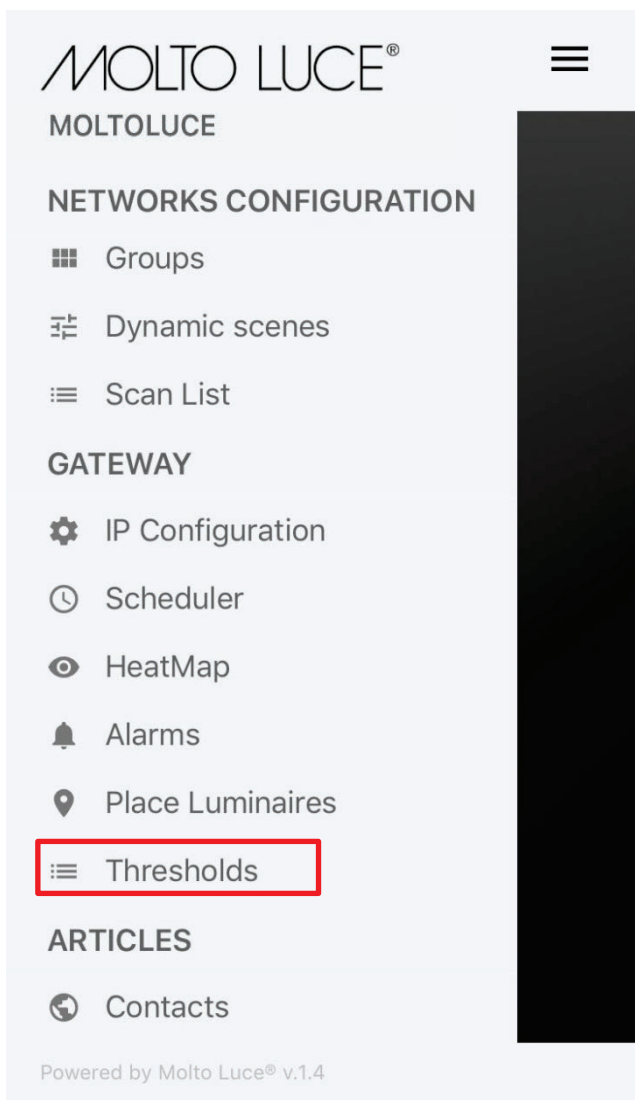 MOLTO LUCE®
MOLTOLUCE
NETWORKS CONFIGURATION
Groups
Dynamic scenes
Scan List
GATEWAY
IP Configuration
Scheduler
HeatMap
Alarms
Place Luminaires
Thresholds
ARTICLES
Contacts
Powered by Molto Luce® v.1.4